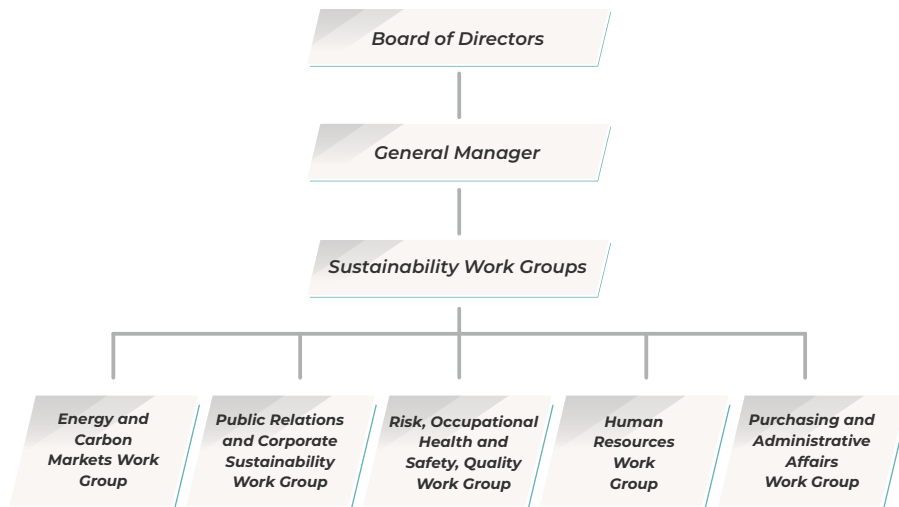 Board of Directors
General Manager
Sustainability Work Groups
Energy and
Carbon
Markets Work
Group
Public Relations
and Corporate
Sustainability
Work Group
Risk, Occupational
Health and
Safety, Quality
Work Group
Human
Resources
Work
Group
Purchasing and
Administrative
Affairs
Work Group